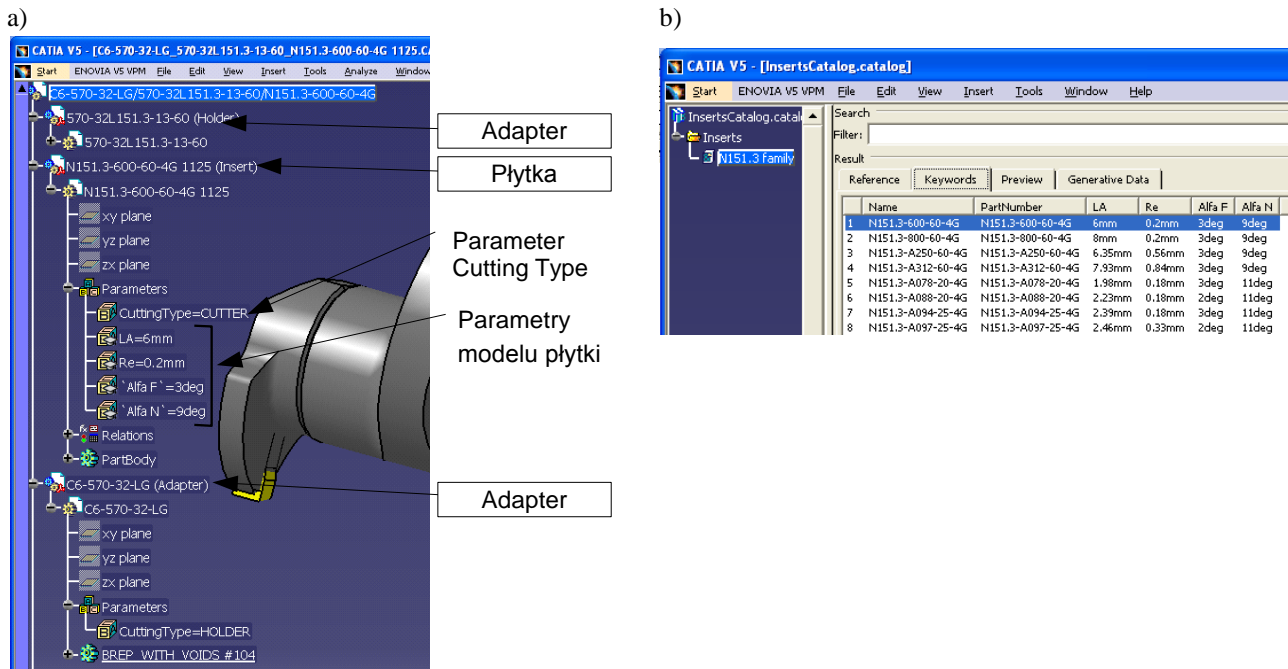 a)
CATIA V5 - [C6-570-32-LG_570-32L151.3-13-60_N151.3-600-60-4G 1125.CA
Start ENOVIA V5 VPM File Edit View Insert Tools Analyze Window
C6-570-32-LG/570-32L151.3-13-60/N151.3-600-60-4G
570-32L151.3-13-60 (Holder)
570-32L151.3-13-60
N151.3-600-60-4G 1125 (Insert)
N151.3-600-60-4G 1125
xy plane
yz plane
zx plane
Parameters
CuttingType=CUTTER
LA=6mm
Re=0.2mm
`Alfa F`=3deg
`Alfa N`=9deg
Relations
PartBody
C6-570-32-LG (Adapter)
C6-570-32-LG
xy plane
yz plane
zx plane
Parameters
CuttingType=HOLDER
BREP_WITH_VOIDS #104
Adapter
Płytka
Parameter
Cutting Type
Parametry
modelu płytki
Adapter
b)
CATIA V5 - [InsertsCatalog.catalog]
Start ENOVIA V5 VPM File Edit View Insert Tools Window Help
InsertsCatalog.catal
Inserts
N151.3 family
Search
Filter:
Result
Reference Keywords Preview Generative Data
Name PartNumber LA Re Alfa F Alfa N
1 N151.3-600-60-4G N151.3-600-60-4G 6mm 0.2mm 3deg 9deg
2 N151.3-800-60-4G N151.3-800-60-4G 8mm 0.2mm 3deg 9deg
3 N151.3-A250-60-4G N151.3-A250-60-4G 6.35mm 0.56mm 3deg 9deg
4 N151.3-A312-60-4G N151.3-A312-60-4G 7.93mm 0.84mm 3deg 9deg
5 N151.3-A078-20-4G N151.3-A078-20-4G 1.98mm 0.18mm 3deg 11deg
6 N151.3-A088-20-4G N151.3-A088-20-4G 2.23mm 0.18mm 2deg 11deg
7 N151.3-A094-25-4G N151.3-A094-25-4G 2.39mm 0.18mm 3deg 11deg
8 N151.3-A097-25-4G N151.3-A097-25-4G 2.46mm 0.33mm 2deg 11deg